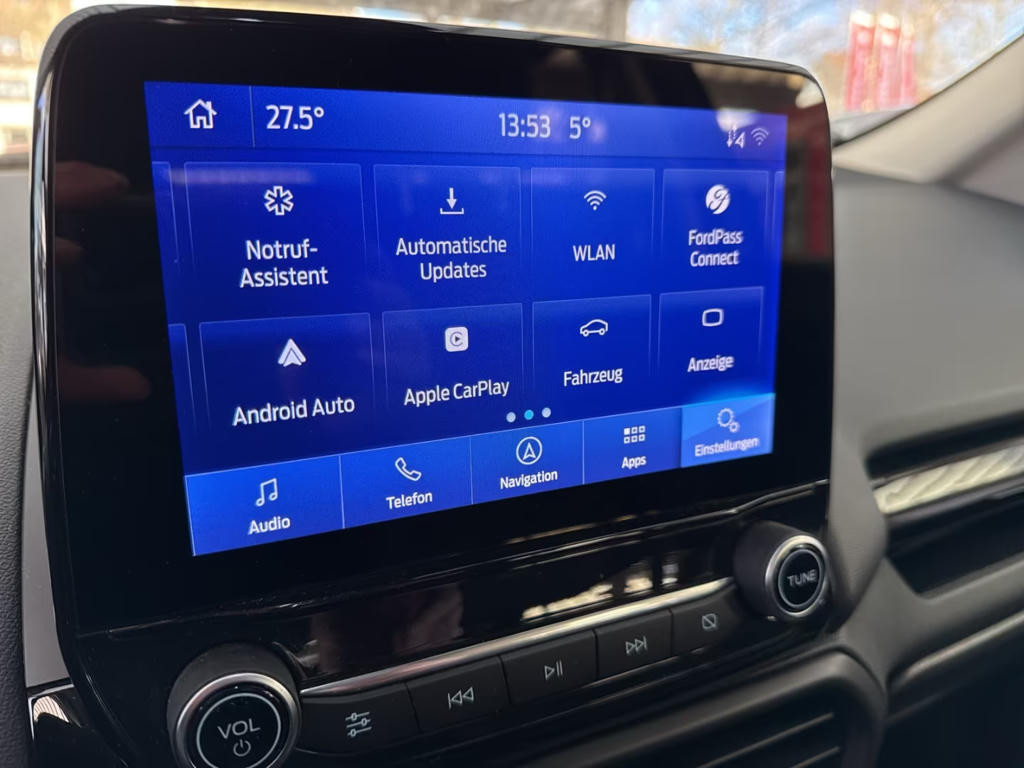 27.5°
13:53 5°
4
Notruf-
Assistent
Automatische
Updates
WLAN
FordPass
Connect
Android Auto
Apple CarPlay
Fahrzeug
Anzeige
Audio
Telefon
Navigation
Apps
Einstellungen
VOL
TUNE